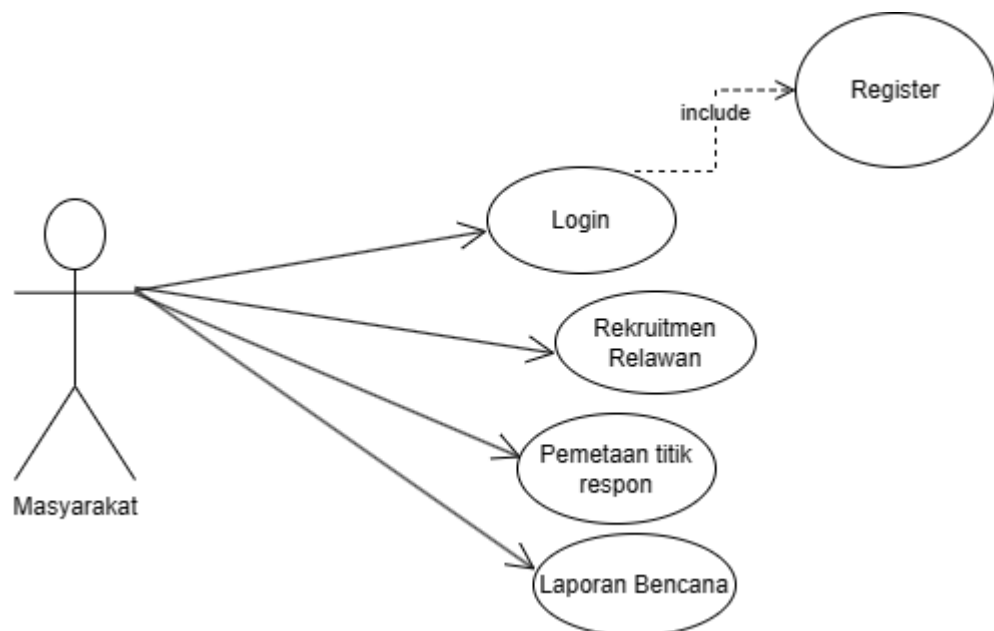 Register
include
Login
Rekruitmen
Relawan
Pemetaan titik
respon
Masyarakat
Laporan Bencana